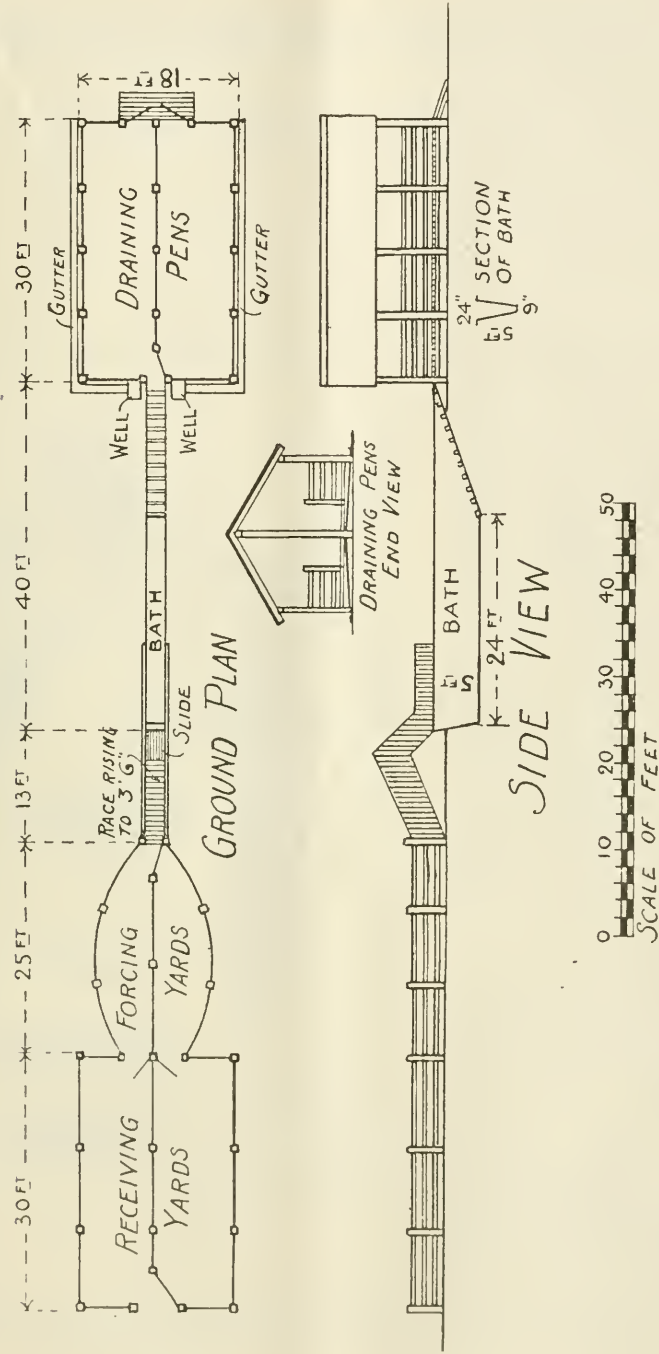 30 FT
25 FT
13 FT
40 FT
30 FT
18 FT
RECEIVING
YARDS
FORCING
YARDS
RACE RISING
TO 3' 6"
SLIDE
BATH
WELL
WELL
GUTTER
DRAINING
PENS
GUTTER
GROUND PLAN
DRAINING PENS
END VIEW
5 FT
BATH
24 FT
SIDE VIEW
24"
5 FT
9"
SECTION
OF BATH
0 10 20 30 40 50
SCALE OF FEET